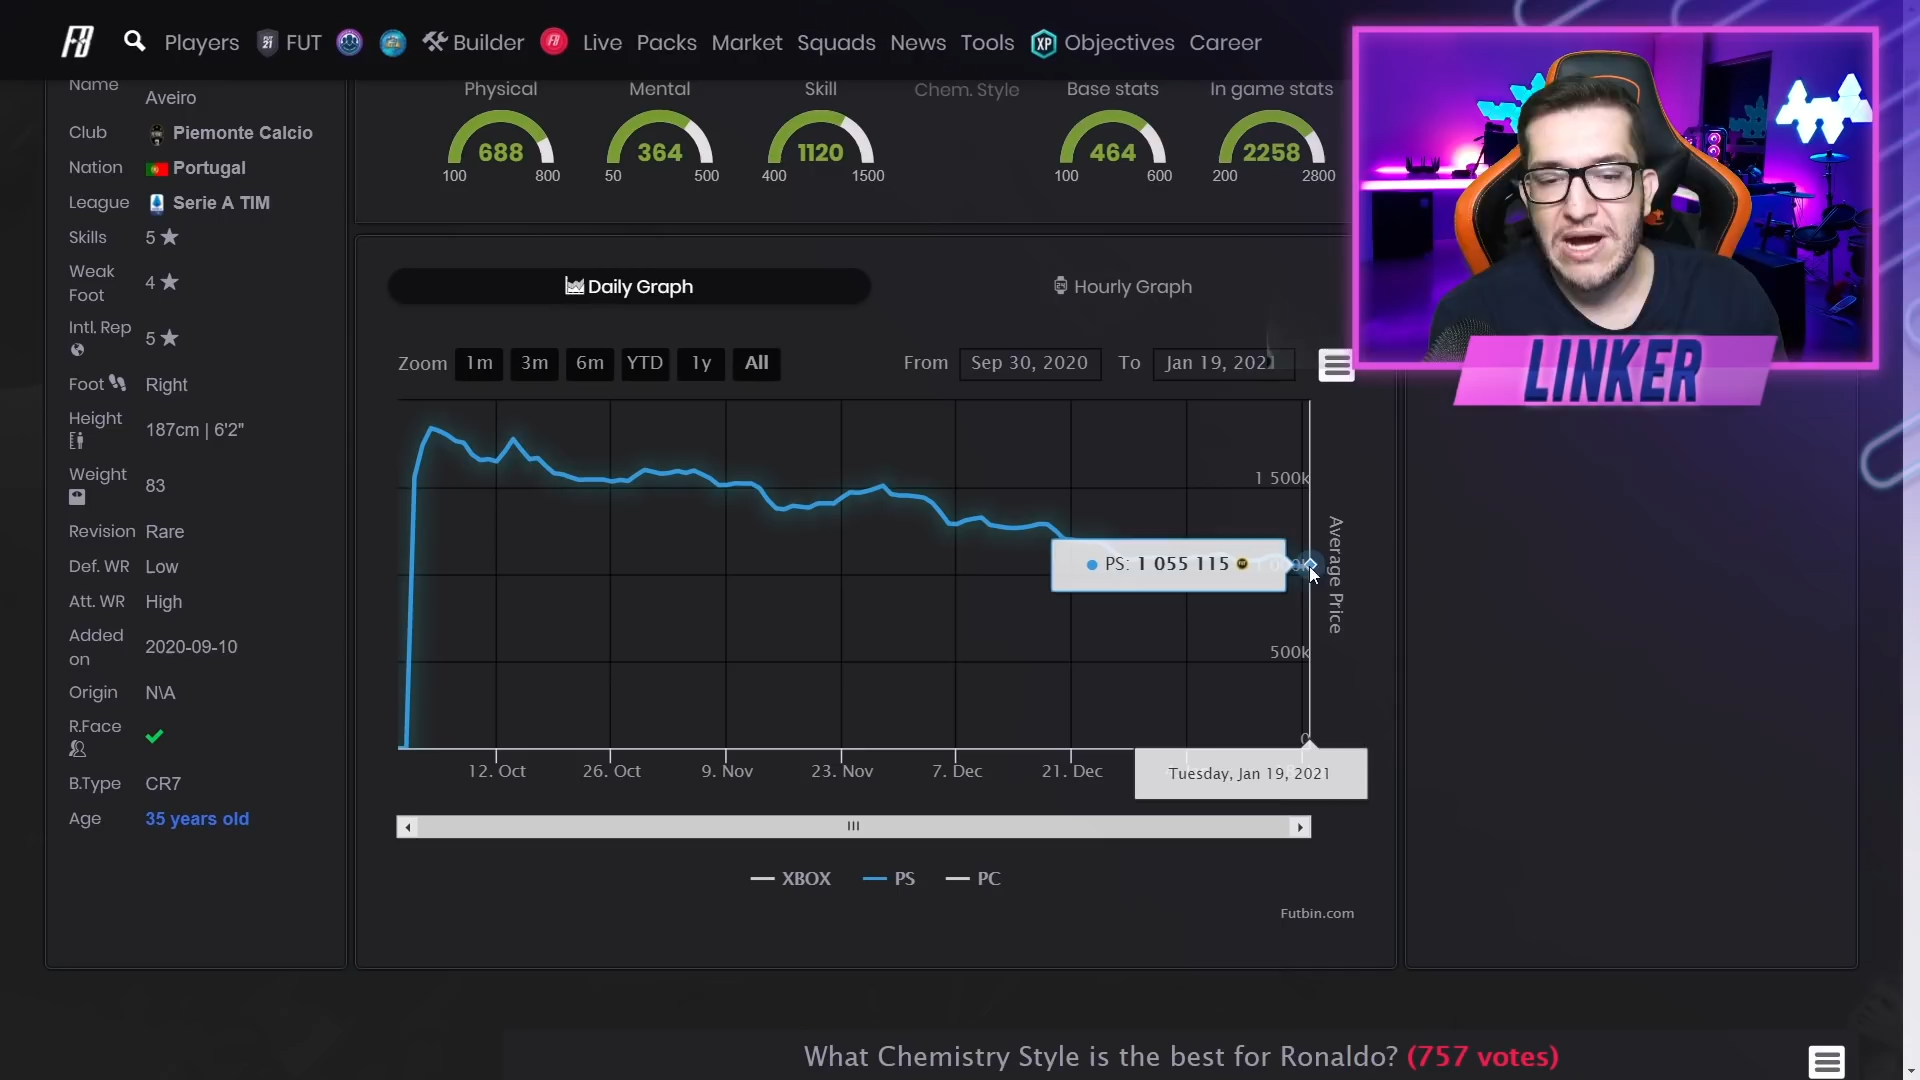 Players FUT Builder Live Packs Market Squads News Tools XP Objectives Career
Name Aveiro
Club Piemonte Calcio
Nation Portugal
League Serie A TIM
Skills 5
Weak Foot 4
Intl. Rep 5
Foot Right
Height 187cm | 6'2"
Weight 83
Revision Rare
Def. WR Low
Att. WR High
Added on 2020-09-10
Origin N\A
R.Face
B.Type CR7
Age 35 years old
Physical Mental Skill Chem. Style Base stats In game stats
688 364 1120 464 2258
100 800 50 500 400 1500 100 600 200 2800
Daily Graph Hourly Graph
Zoom 1m 3m 6m YTD 1y All From Sep 30, 2020 To Jan 19, 2021
1 500k
PS: 1 055 115
500k
0
Average Price
12. Oct 26. Oct 9. Nov 23. Nov 7. Dec 21. Dec
Tuesday, Jan 19, 2021
XBOX PS PC
Futbin.com
LINKER
What Chemistry Style is the best for Ronaldo? (757 votes)